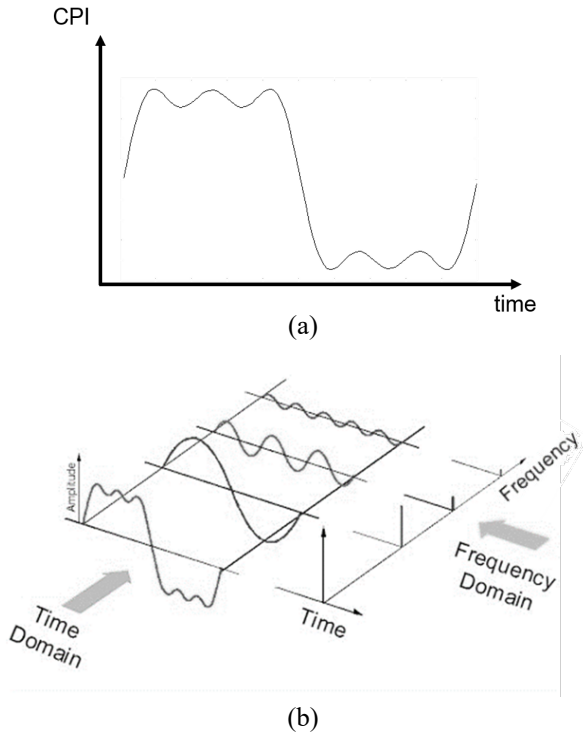 CPI
time
(a)
Amplitude
Time
Domain
Time
Frequency
Frequency
Domain
(b)